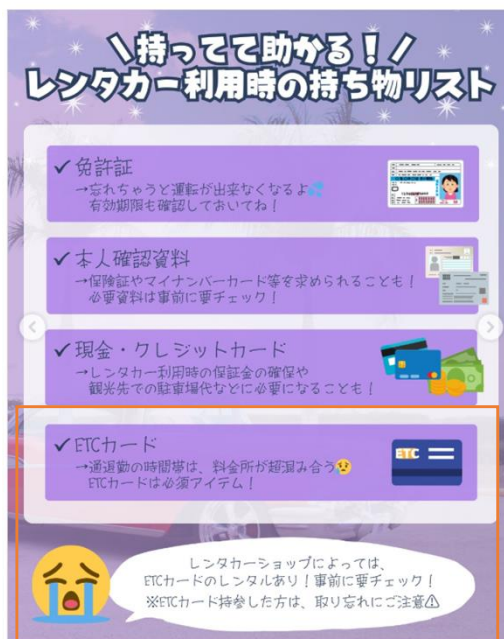 \持ってて助かる！/
レンタカー利用時の持ち物リスト
✓免許証
→忘れちゃうと運転が出来なくなるよ💦
有効期限も確認しておいてね！
✓本人確認資料
→保険証やマイナンバーカード等を求められることも！
必要資料は事前に要チェック！
✓現金・クレジットカード
→レンタカー利用時の保証金の確保や
観光先での駐車場代などに必要になることも！
✓ETCカード
→通退勤の時間帯は、料金所が超混み合う😥
ETCカードは必須アイテム！
ETC
レンタカーショップによっては、
ETCカードのレンタルあり！事前に要チェック！
※ETCカード持参した方は、取り忘れにご注意⚠